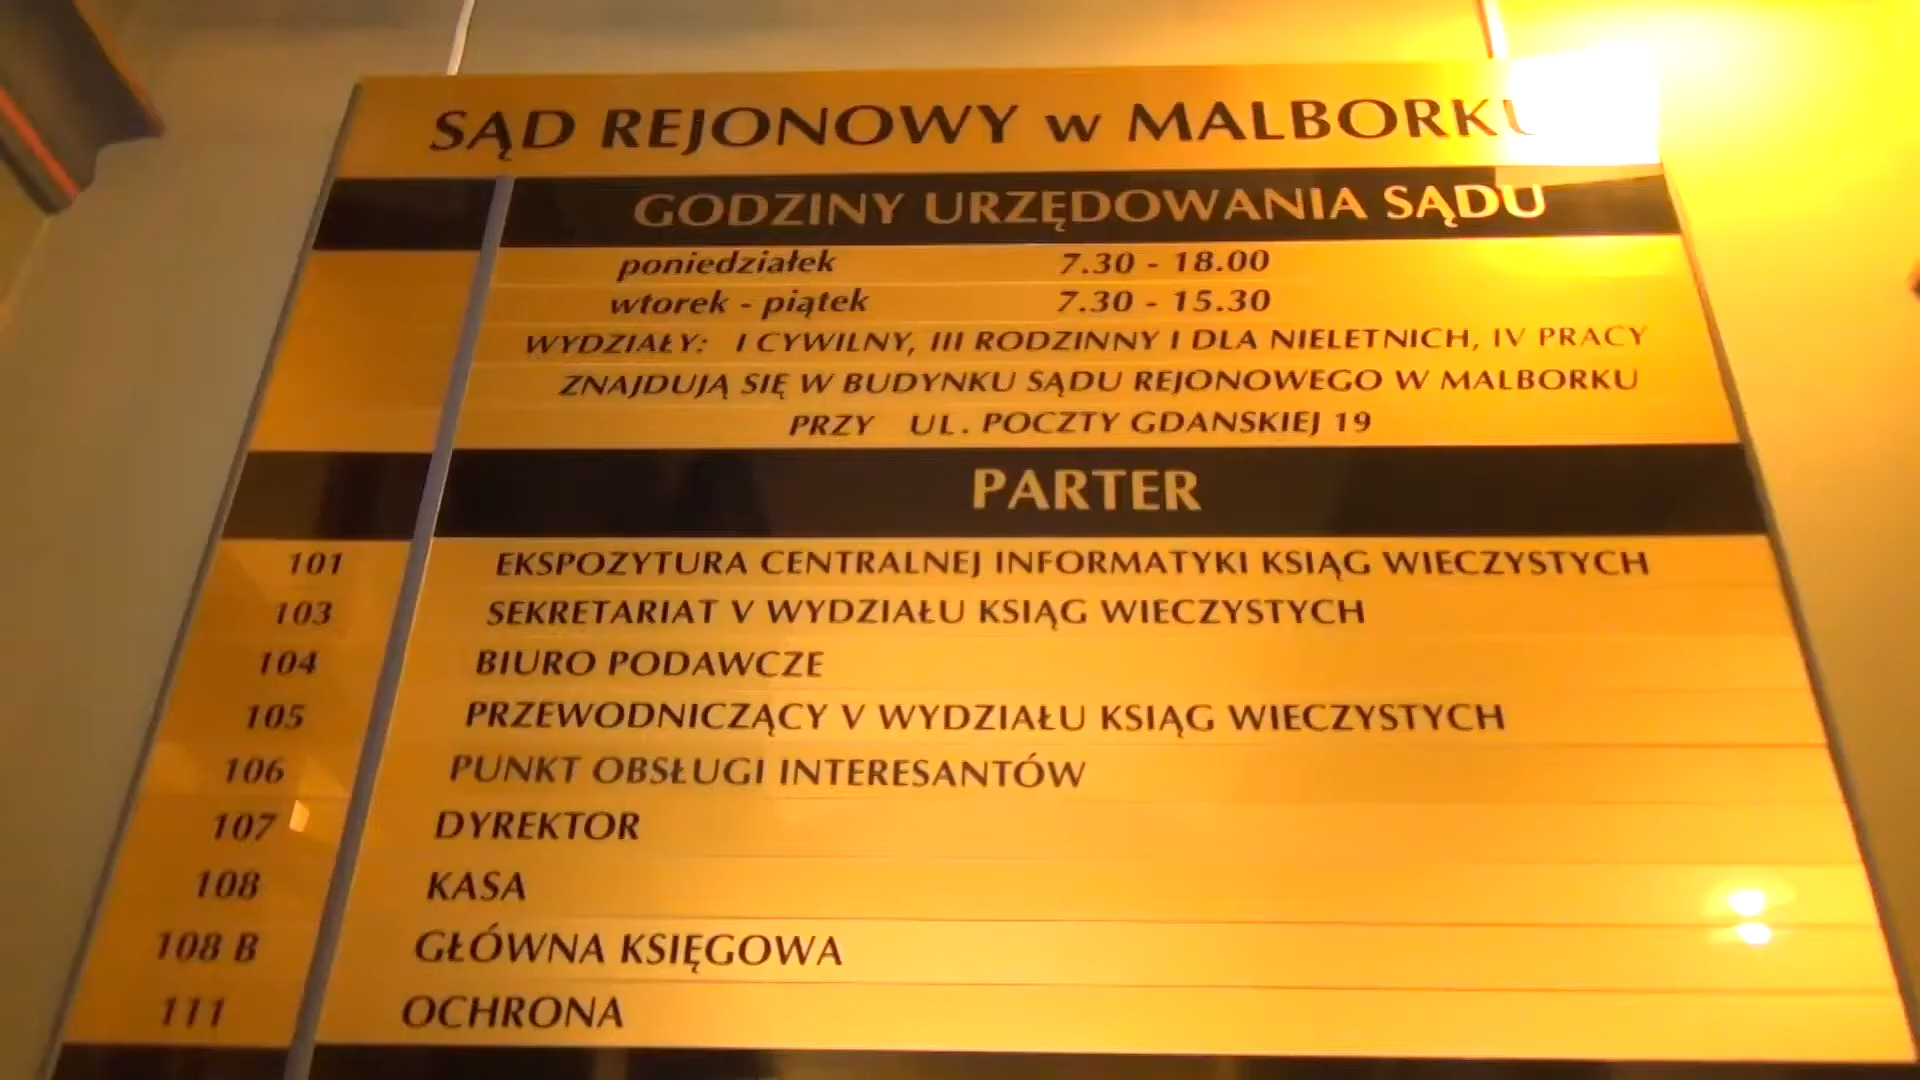 SĄD REJONOWY w MALBORKU
GODZINY URZĘDOWANIA SĄDU
poniedziałek 7.30 - 18.00
wtorek - piątek 7.30 - 15.30
WYDZIAŁY: I CYWILNY, III RODZINNY I DLA NIELETNICH, IV PRACY
ZNAJDUJĄ SIĘ W BUDYNKU SĄDU REJONOWEGO W MALBORKU
PRZY UL. POCZTY GDANSKIEJ 19
PARTER
101 EKSPOZYTURA CENTRALNEJ INFORMATYKI KSIĄG WIECZYSTYCH
103 SEKRETARIAT V WYDZIAŁU KSIĄG WIECZYSTYCH
104 BIURO PODAWCZE
105 PRZEWODNICZĄCY V WYDZIAŁU KSIĄG WIECZYSTYCH
106 PUNKT OBSŁUGI INTERESANTÓW
107 DYREKTOR
108 KASA
108 B GŁÓWNA KSIĘGOWA
111 OCHRONA